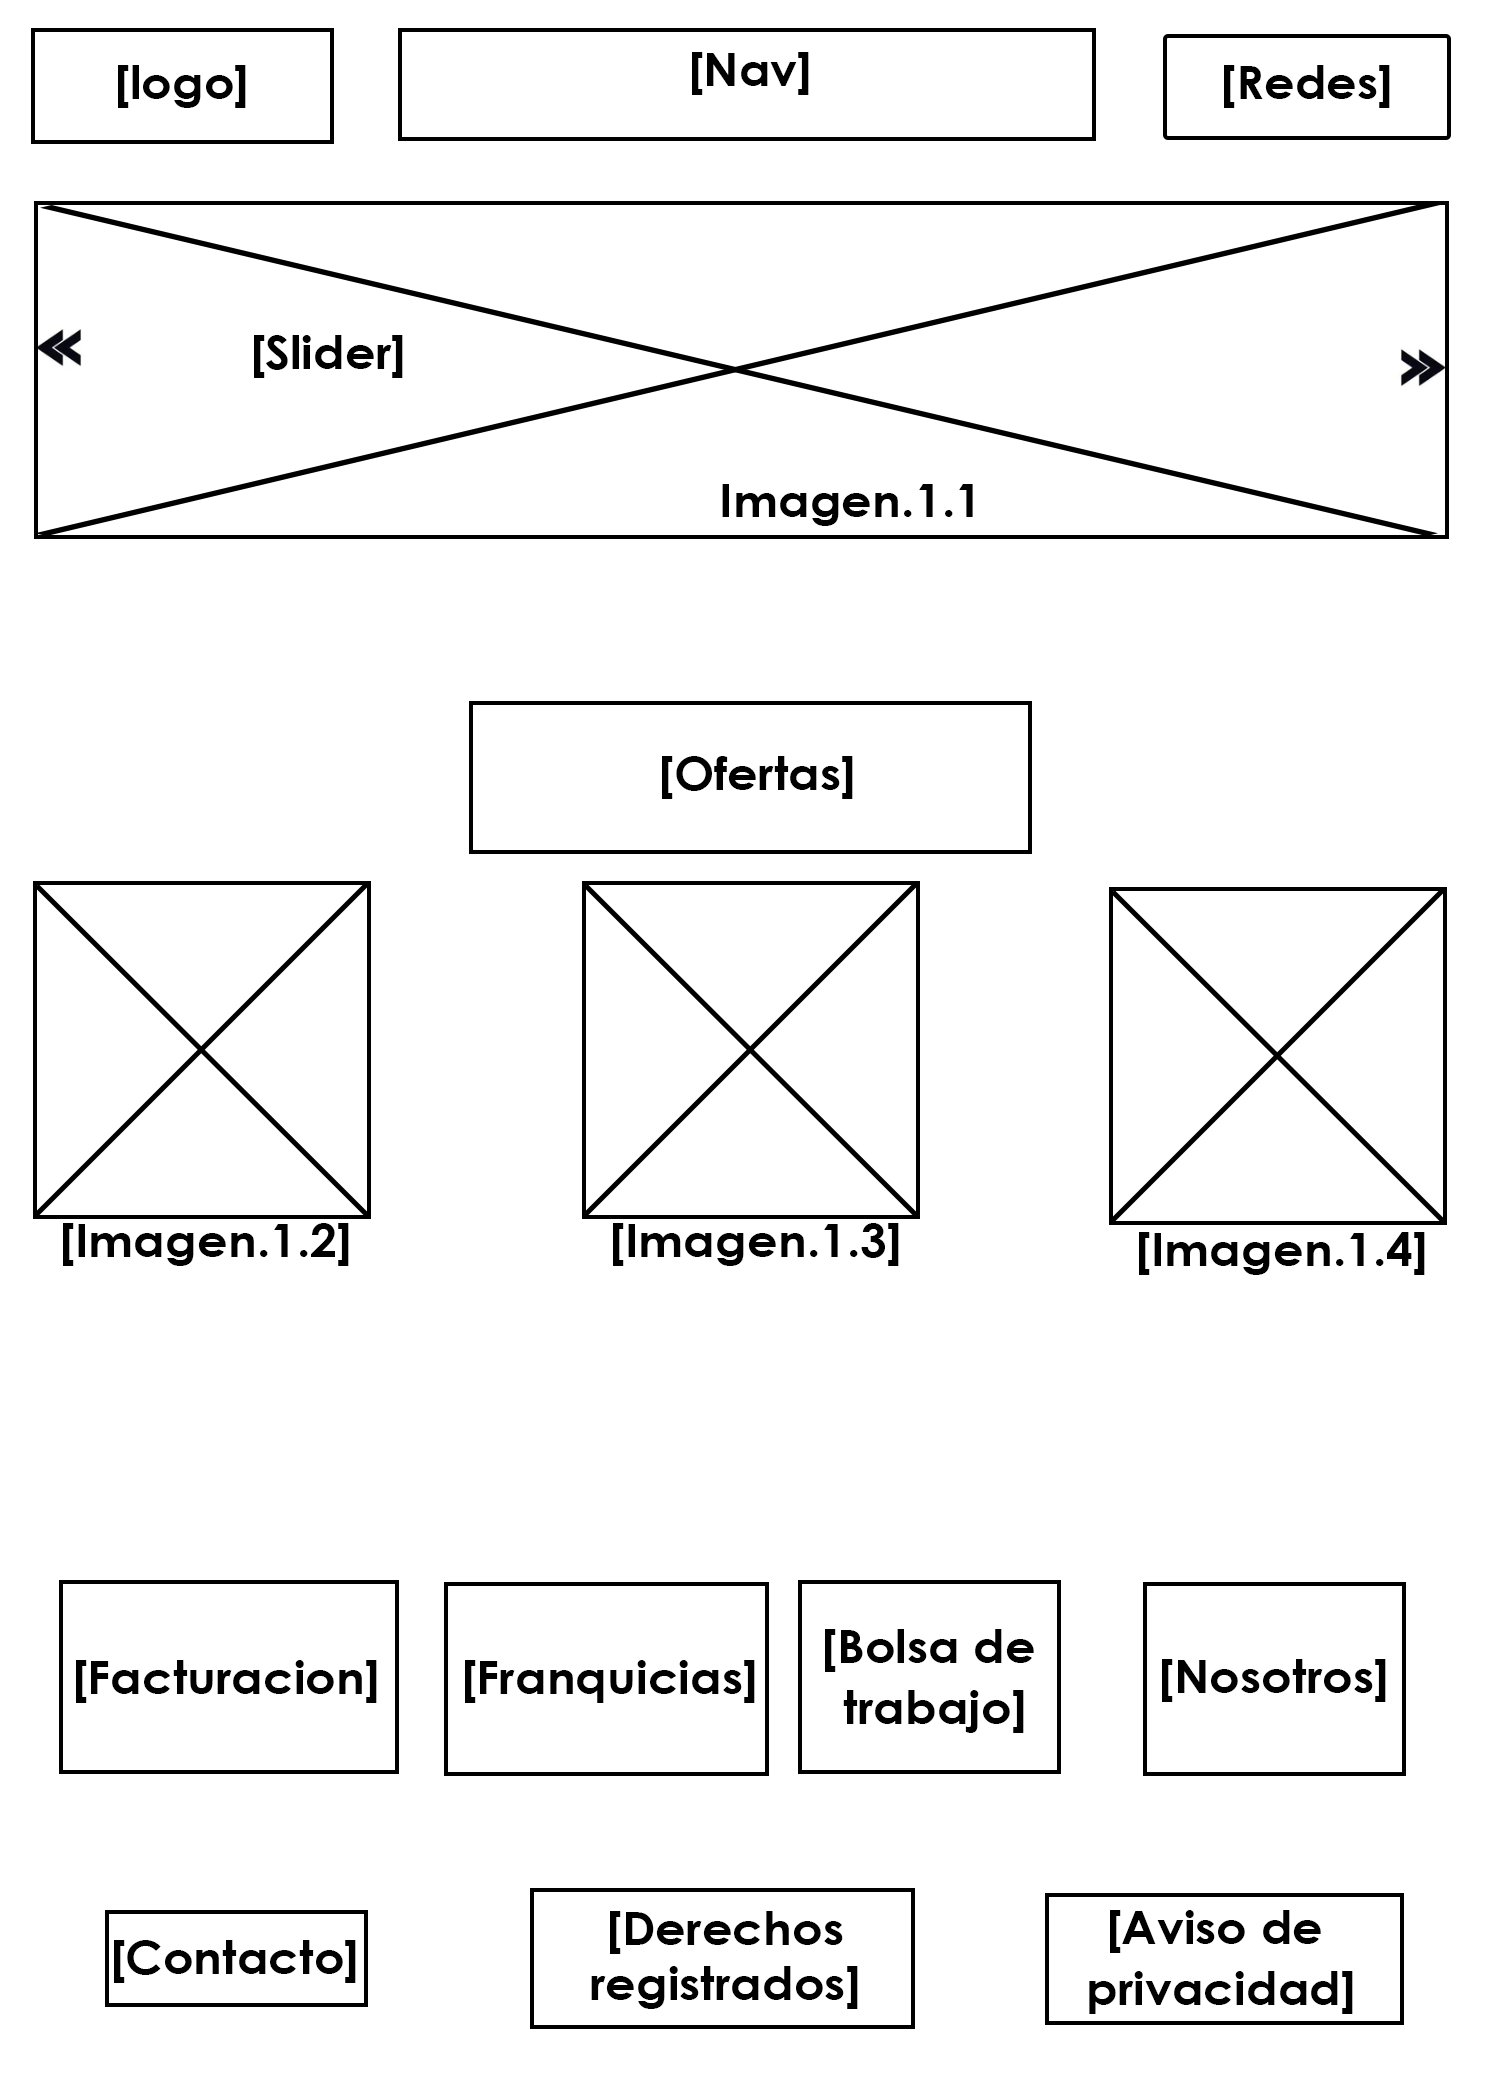 [logo]
[Nav]
[Redes]
[Slider]
Imagen.1.1
[Ofertas]
[Imagen.1.2]
[Imagen.1.3]
[Imagen.1.4]
[Facturacion]
[Franquicias]
[Bolsa de
trabajo]
[Nosotros]
[Contacto]
[Derechos
registrados]
[Aviso de
privacidad]